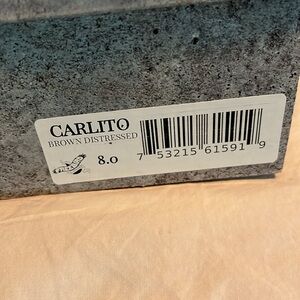 CARLITO
BROWN DISTRESSED
8.0
7 53215 61591 9